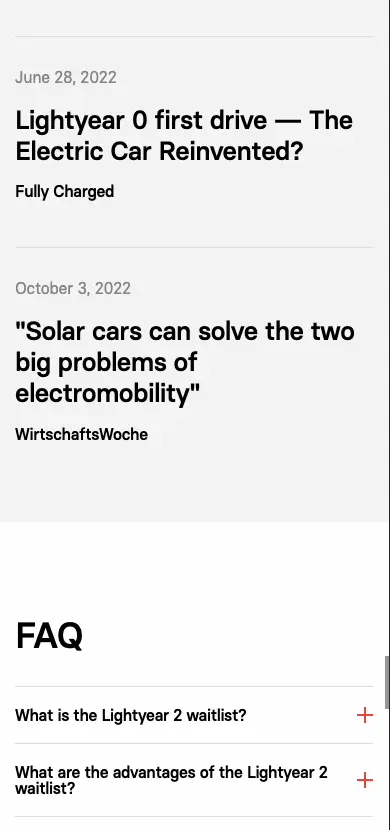 June 28, 2022
Lightyear 0 first drive — The
Electric Car Reinvented?
Fully Charged
October 3, 2022
"Solar cars can solve the two
big problems of
electromobility"
WirtschaftsWoche
FAQ
What is the Lightyear 2 waitlist?
What are the advantages of the Lightyear 2
waitlist?